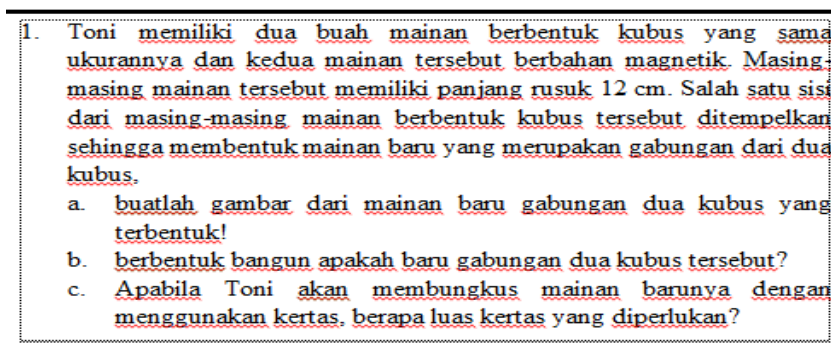 1. Toni memiliki dua buah mainan berbentuk kubus yang sama
ukurannya dan kedua mainan tersebut berbahan magnetik. Masing-
masing mainan tersebut memiliki panjang rusuk 12 cm. Salah satu sisi
dari masing-masing mainan berbentuk kubus tersebut ditempelkan
sehingga membentuk mainan baru yang merupakan gabungan dari dua
kubus,
a. buatlah gambar dari mainan baru gabungan dua kubus yang
terbentuk!
b. berbentuk bangun apakah baru gabungan dua kubus tersebut?
c. Apabila Toni akan membungkus mainan barunya dengan
menggunakan kertas, berapa luas kertas yang diperlukan?